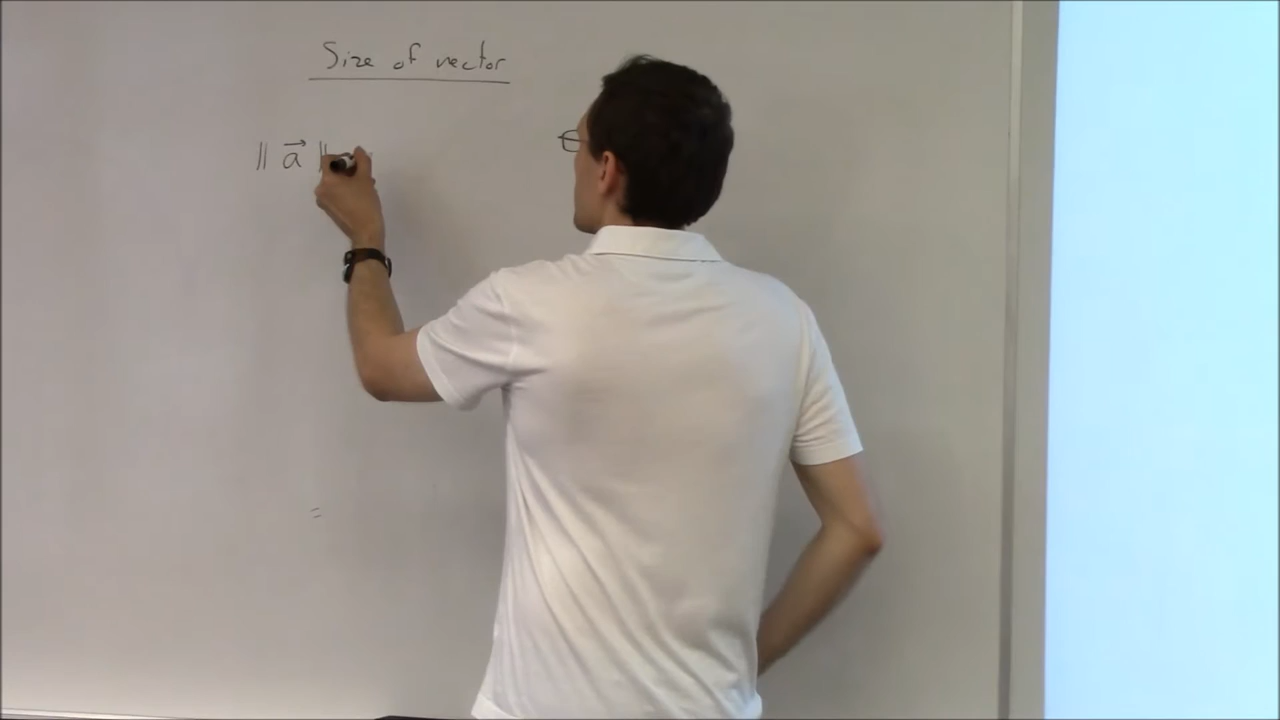 Size of vector
‖ a⃗ ‖
=